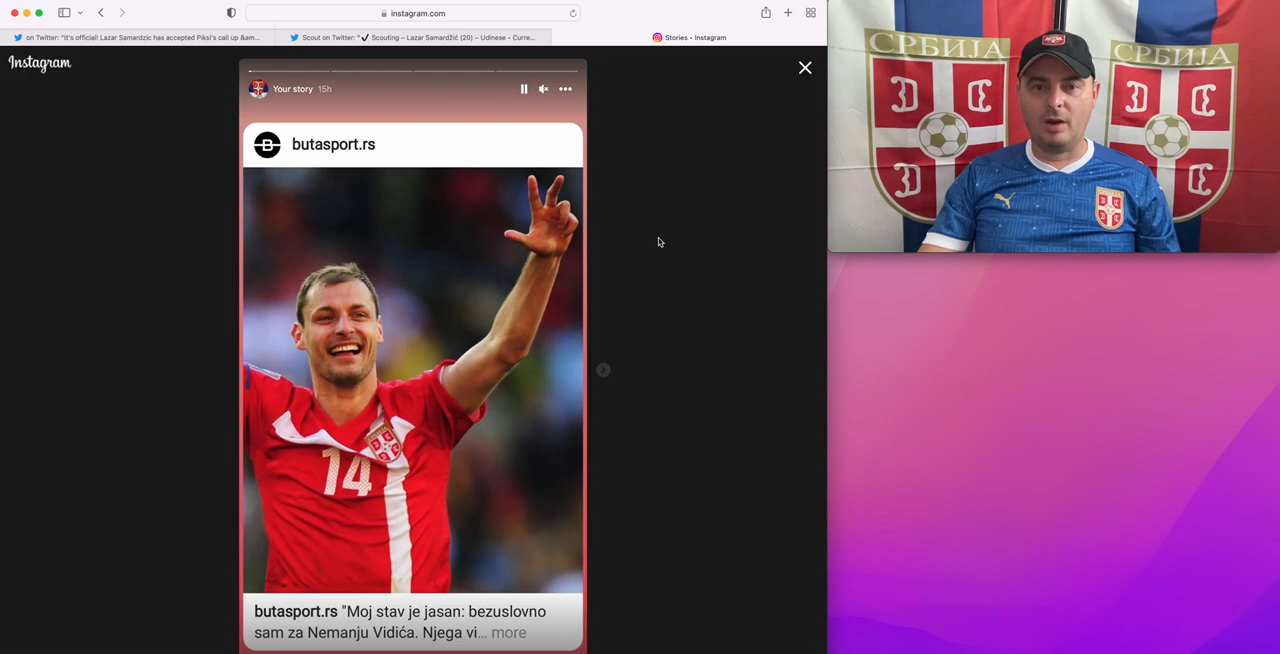 instagram.com
on Twitter: "It's official! Lazar Samardzic has accepted Piksi's call up &am...
Scout on Twitter: " ✔ Scouting – Lazar Samardžić (20) – Udinese • Curre...
Stories • Instagram
Instagram
Your story 15h
butasport.rs
14
butasport.rs "Moj stav je jasan: bezuslovno
sam za Nemanju Vidića. Njega vi... more
СРБИЈА
СРБИЈА